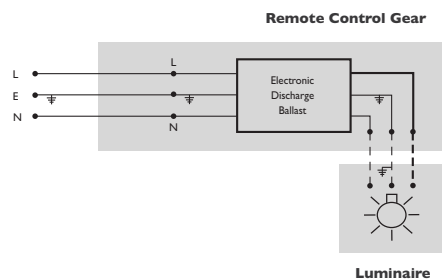 Remote Control Gear
L
L
E
N
N
Electronic
Discharge
Ballast
Luminaire